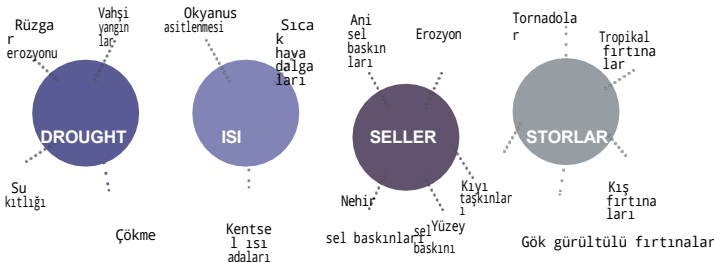 Rüzga
r
erozyonu
Vahşi
yangın
lar
DROUGHT
Su
kıtlığı
Çökme
Okyanus
asitlenmesi
Sıca
k
hava
dalga
ları
ISI
Kentse
l ısı
adaları
Ani
sel
baskın
ları
Erozyon
SELLER
Nehir
sel baskınları
Yüzey
sel
baskını
Kıyı
taşkınlar
ı
Tornadola
r
Tropikal
fırtına
lar
STORLAR
Kış
fırtına
ları
Gök gürültülü fırtınalar